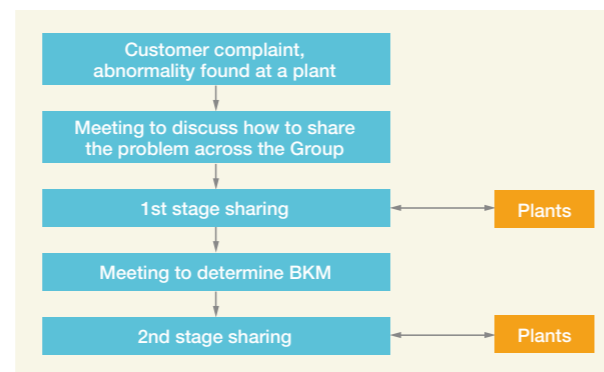 Customer complaint,
abnormality found at a plant
Meeting to discuss how to share
the problem across the Group
1st stage sharing
Plants
Meeting to determine BKM
2nd stage sharing
Plants